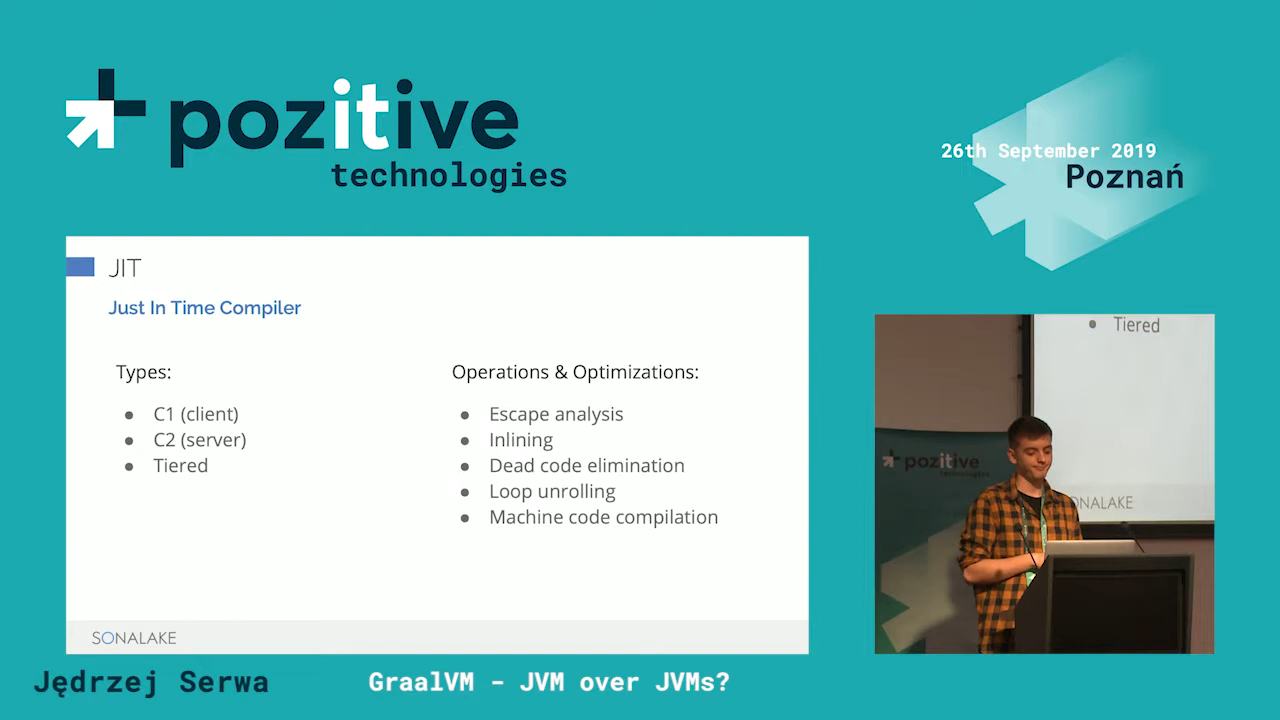 pozitive
technologies
26th September 2019
Poznań
JIT
Just In Time Compiler
Types:
● C1 (client)
● C2 (server)
● Tiered
Operations & Optimizations:
● Escape analysis
● Inlining
● Dead code elimination
● Loop unrolling
● Machine code compilation
SONALAKE
● Tiered
pozitive
technologies
ONALAKE
Jędrzej Serwa
GraalVM - JVM over JVMs?